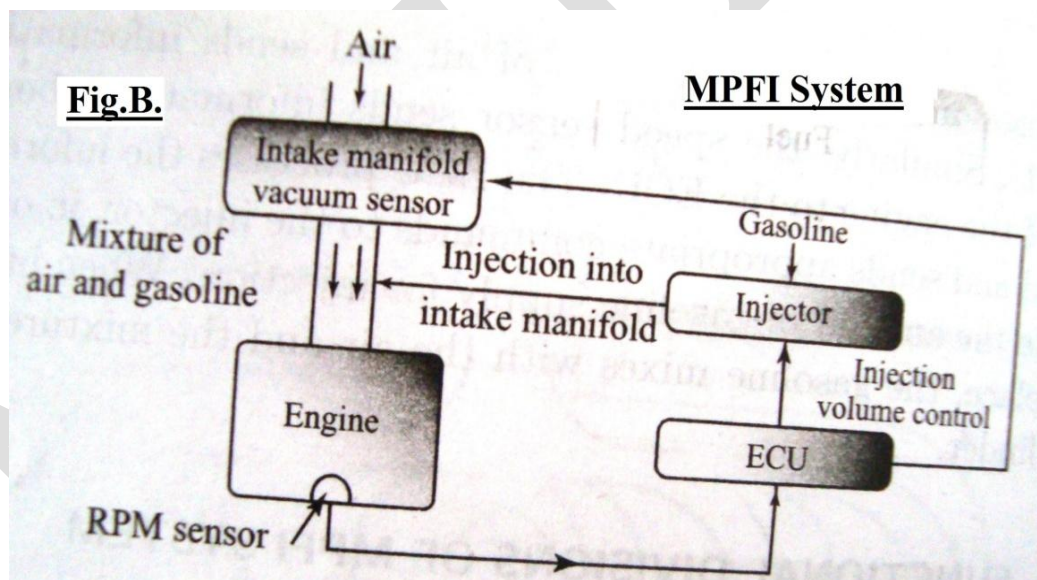 Air
Fig.B.
MPFI System
Intake manifold
vacuum sensor
Gasoline
Mixture of
air and gasoline
Injection into
intake manifold
Injector
Injection
volume control
Engine
ECU
RPM sensor